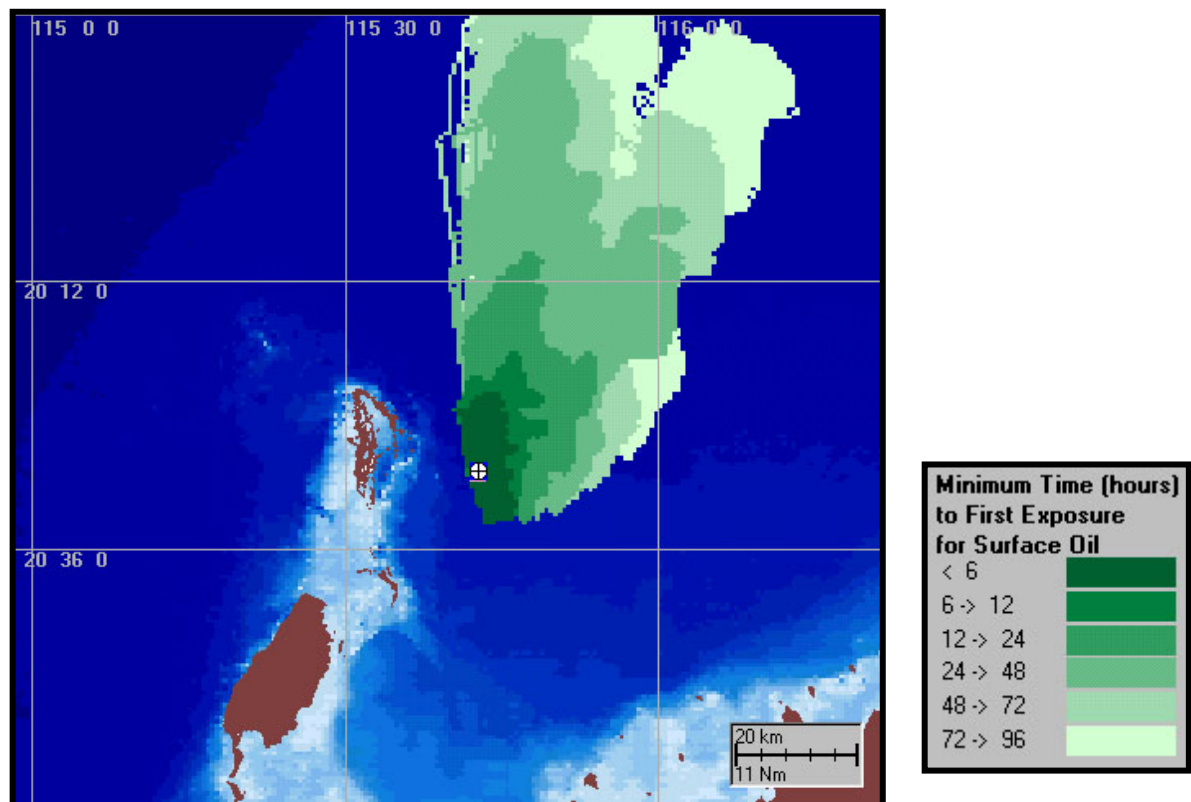 115 0 0
115 30 0
116 0 0
20 12 0
20 36 0
20 km
11 Nm
Minimum Time (hours)
to First Exposure
for Surface Oil
< 6
6 -> 12
12 -> 24
24 -> 48
48 -> 72
72 -> 96